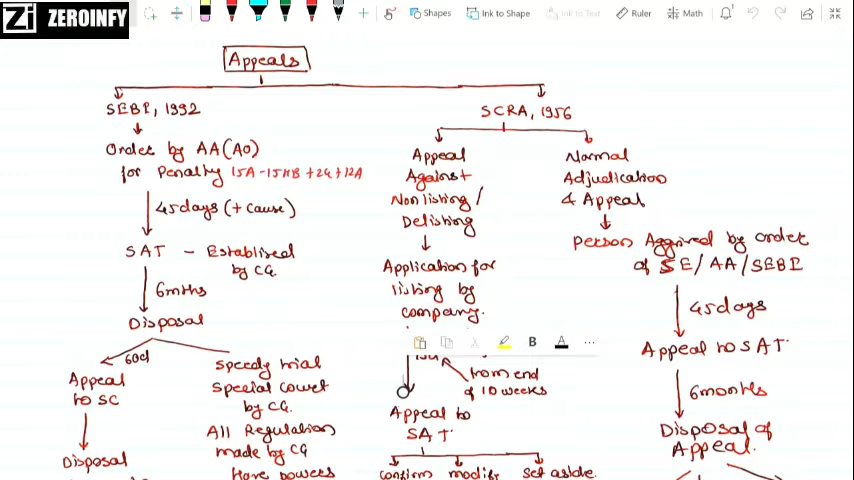 Zi ZEROINFY
Shapes
Ink to Shape
Ink to Text
Ruler
Math
Appeals
SEBI, 1992
Order by AA(AO)
for Penalty 15A-15HB+24+12A
45days (+ cause)
SAT - Establised
by CG.
6mths
Disposal
60d
Appeal
to SC
Disposal
speedy trial
Special court
by CG.
All Regulation
made by CG
Have powers
SCRA, 1956
Appeal
Against
Non listing /
Delisting
Application for
listing by
company.
B A ...
15d
from end
of 10 weeks
Appeal to
SAT.
confirm modify set aside.
Normal
Adjudication
& Appeal
Person Aggrived by order
of SE/AA/SEBI
45days
Appeal to SAT.
6months
Disposal of
Appeal.